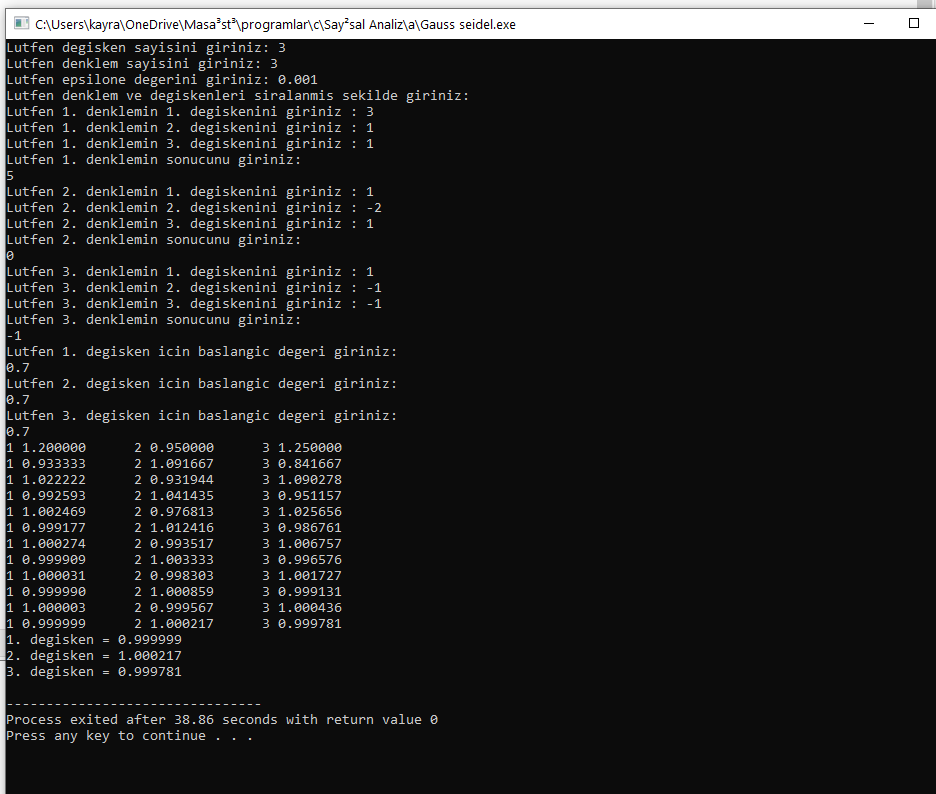 C:\Users\kayra\OneDrive\Masa³st³\programlar\c\Say²sal Analiz\a\Gauss seidel.exe
Lutfen degisken sayisini giriniz: 3
Lutfen denklem sayisini giriniz: 3
Lutfen epsilone degerini giriniz: 0.001
Lutfen denklem ve degiskenleri siralanmis sekilde giriniz:
Lutfen 1. denklemin 1. degiskenini giriniz : 3
Lutfen 1. denklemin 2. degiskenini giriniz : 1
Lutfen 1. denklemin 3. degiskenini giriniz : 1
Lutfen 1. denklemin sonucunu giriniz:
5
Lutfen 2. denklemin 1. degiskenini giriniz : 1
Lutfen 2. denklemin 2. degiskenini giriniz : -2
Lutfen 2. denklemin 3. degiskenini giriniz : 1
Lutfen 2. denklemin sonucunu giriniz:
0
Lutfen 3. denklemin 1. degiskenini giriniz : 1
Lutfen 3. denklemin 2. degiskenini giriniz : -1
Lutfen 3. denklemin 3. degiskenini giriniz : -1
Lutfen 3. denklemin sonucunu giriniz:
-1
Lutfen 1. degisken icin baslangic degeri giriniz:
0.7
Lutfen 2. degisken icin baslangic degeri giriniz:
0.7
Lutfen 3. degisken icin baslangic degeri giriniz:
0.7
1 1.200000      2 0.950000      3 1.250000
1 0.933333      2 1.091667      3 0.841667
1 1.022222      2 0.931944      3 1.090278
1 0.992593      2 1.041435      3 0.951157
1 1.002469      2 0.976813      3 1.025656
1 0.999177      2 1.012416      3 0.986761
1 1.000274      2 0.993517      3 1.006757
1 0.999909      2 1.003333      3 0.996576
1 1.000031      2 0.998303      3 1.001727
1 0.999990      2 1.000859      3 0.999131
1 1.000003      2 0.999567      3 1.000436
1 0.999999      2 1.000217      3 0.999781
1. degisken = 0.999999
2. degisken = 1.000217
3. degisken = 0.999781
--------------------------------
Process exited after 38.86 seconds with return value 0
Press any key to continue . . .